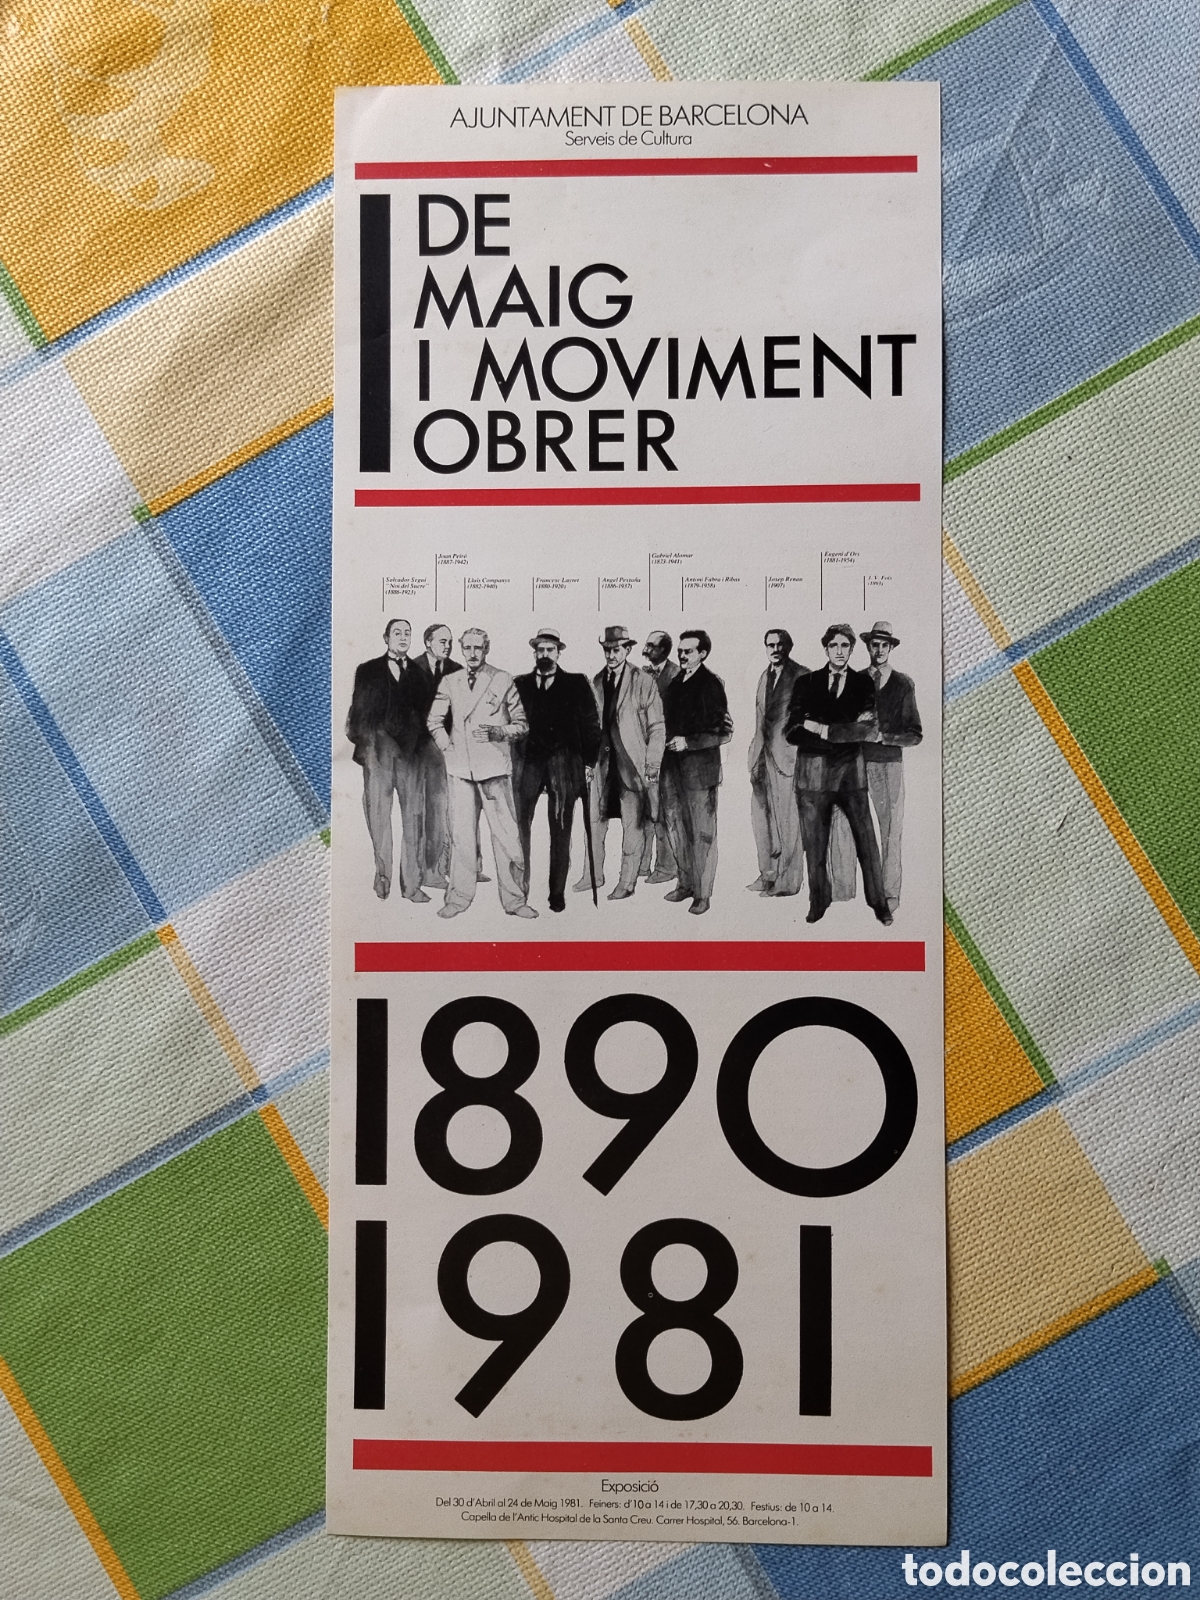 AJUNTAMENT DE BARCELONA
Serveis de Cultura
1 DE
MAIG
I MOVIMENT
OBRER
Joan Peiró
(1887-1942)
Gabriel Alomar
(1873-1941)
Eugeni d'Ors
(1881-1954)
Salvador Seguí
"Noi del Sucre"
(1886-1923)
Lluís Companys
(1882-1940)
Francesc Layret
(1880-1920)
Angel Pestaña
(1886-1937)
Antoni Fabra i Ribas
(1879-1958)
Josep Renau
(1907)
J. V. Foix
(1893)
1890
1981
Exposició
Del 30 d'Abril al 24 de Maig 1981. Feiners: d'10 a 14 i de 17,30 a 20,30. Festius: de 10 a 14.
Capella de l'Antic Hospital de la Santa Creu. Carrer Hospital, 56. Barcelona-1.
todocoleccion